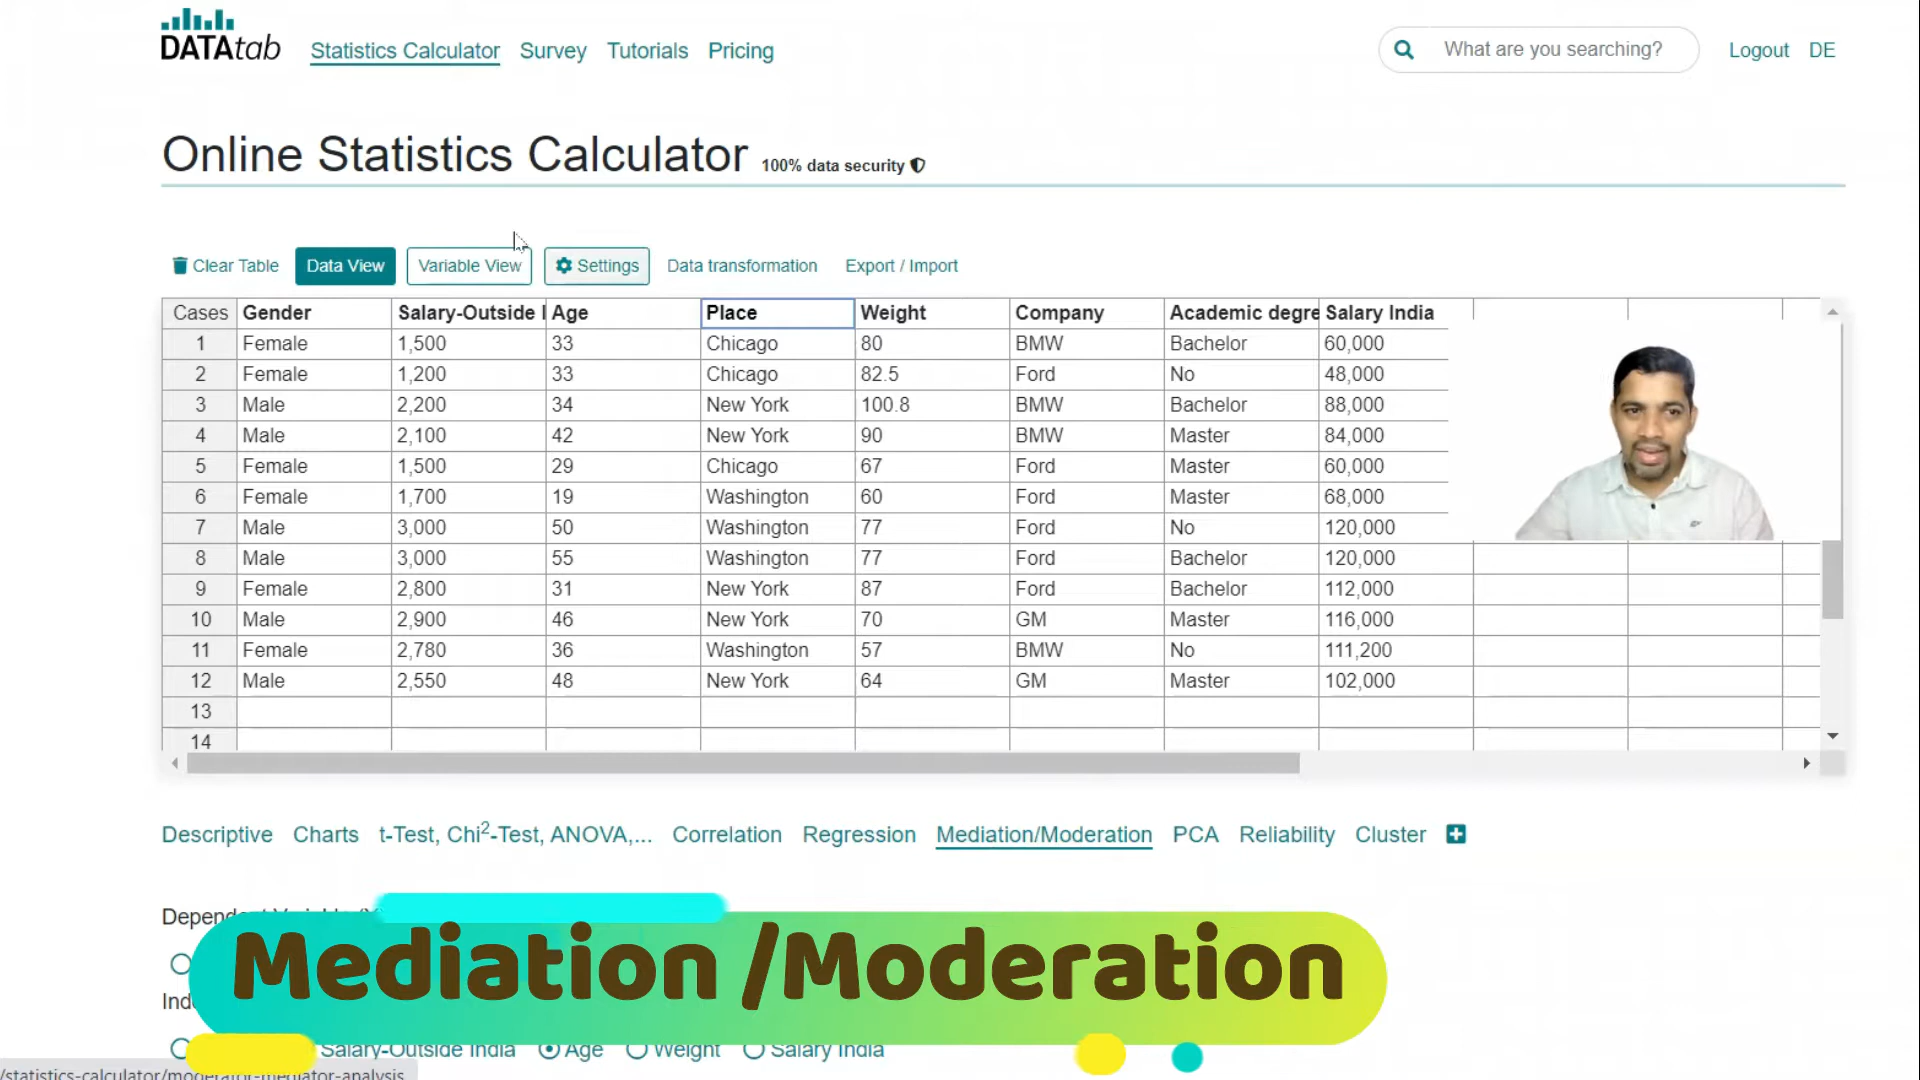 DATAtab Statistics Calculator Survey Tutorials Pricing What are you searching? Logout DE
Online Statistics Calculator 100% data security
Clear Table Data View Variable View Settings Data transformation Export / Import
Cases Gender Salary-Outside Age Place Weight Company Academic degre Salary India
1 Female 1,500 33 Chicago 80 BMW Bachelor 60,000
2 Female 1,200 33 Chicago 82.5 Ford No 48,000
3 Male 2,200 34 New York 100.8 BMW Bachelor 88,000
4 Male 2,100 42 New York 90 BMW Master 84,000
5 Female 1,500 29 Chicago 67 Ford Master 60,000
6 Female 1,700 19 Washington 60 Ford Master 68,000
7 Male 3,000 50 Washington 77 Ford No 120,000
8 Male 3,000 55 Washington 77 Ford Bachelor 120,000
9 Female 2,800 31 New York 87 Ford Bachelor 112,000
10 Male 2,900 46 New York 70 GM Master 116,000
11 Female 2,780 36 Washington 57 BMW No 111,200
12 Male 2,550 48 New York 64 GM Master 102,000
13
14
Descriptive Charts t-Test, Chi²-Test, ANOVA,... Correlation Regression Mediation/Moderation PCA Reliability Cluster
Mediation /Moderation
Salary-Outside India Age Weight Salary India
/statistics-calculator/moderator-mediator-analysis